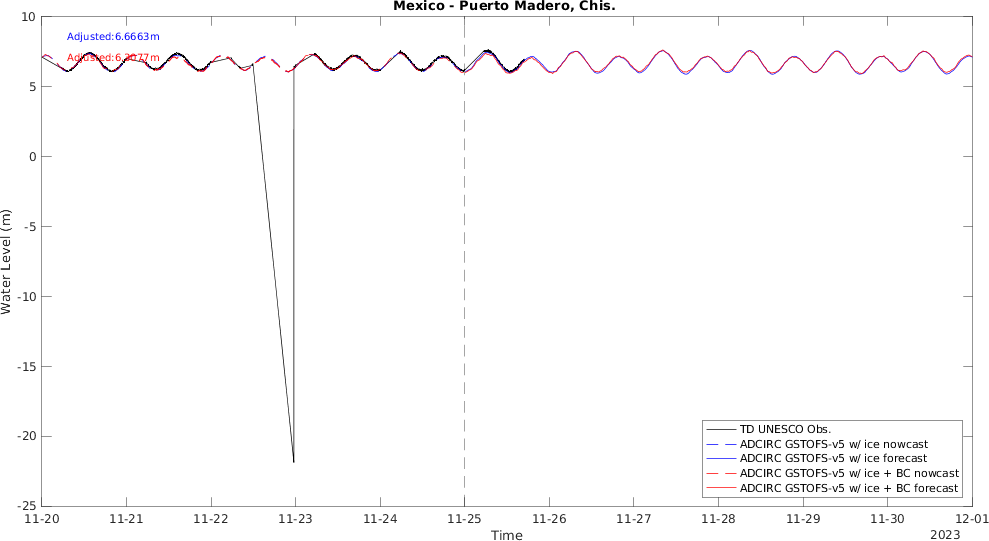 Mexico - Puerto Madero, Chis.
10
5
0
-5
-10
-15
-20
-25
Water Level (m)
Adjusted:6.6663m
TD UNESCO Obs.
ADCIRC GSTOFS-v5 w/ ice nowcast
ADCIRC GSTOFS-v5 w/ ice forecast
ADCIRC GSTOFS-v5 w/ ice + BC nowcast
ADCIRC GSTOFS-v5 w/ ice + BC forecast
11-20 11-21 11-22 11-23 11-24 11-25 11-26 11-27 11-28 11-29 11-30 12-01
Time
2023